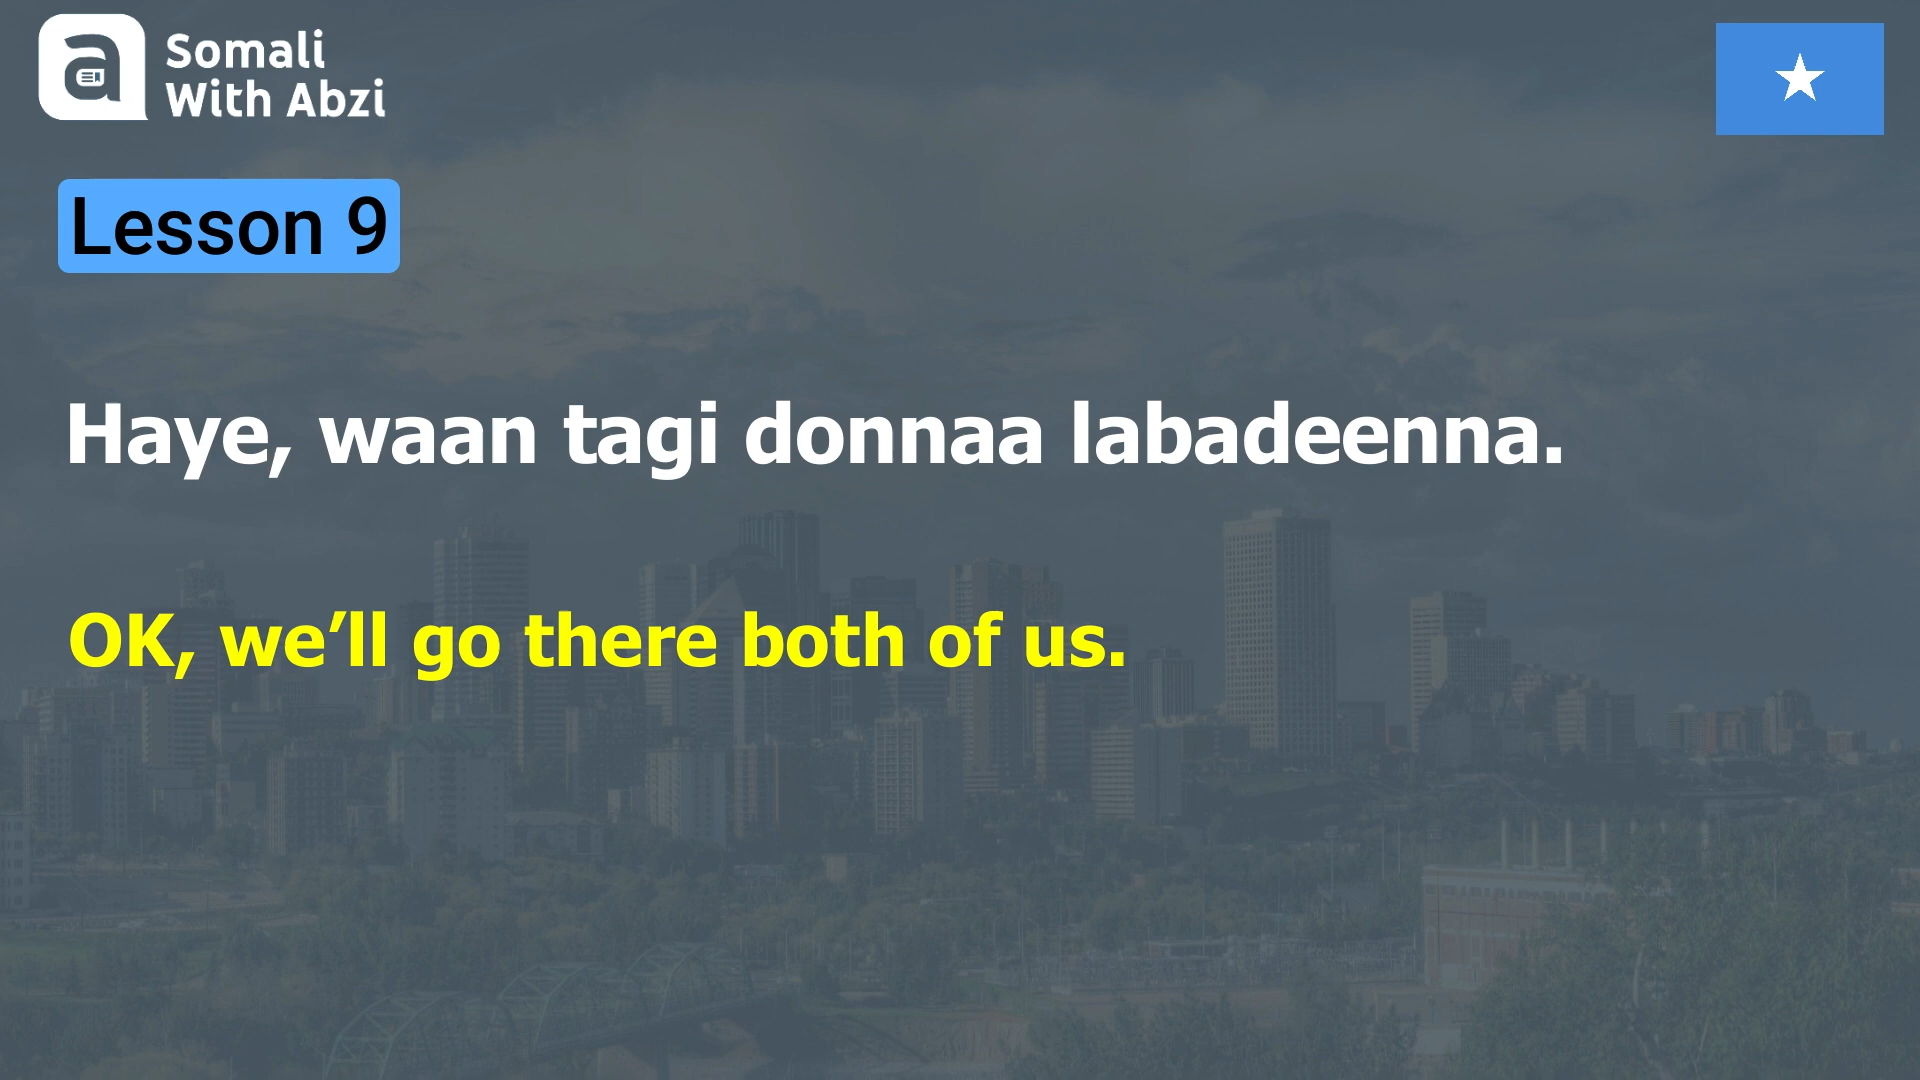 Somali
With Abzi
Lesson 9
Haye, waan tagi donnaa labadeenna.
OK, we’ll go there both of us.